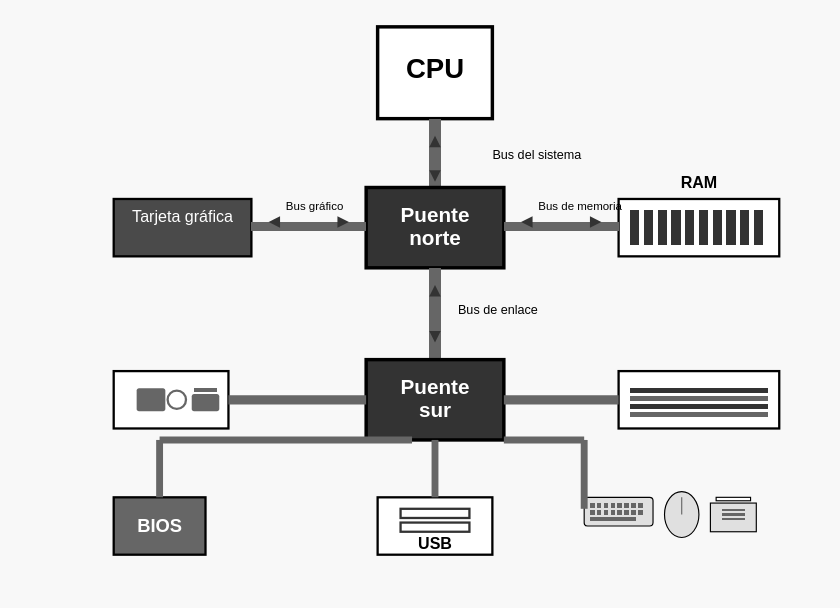 CPU
Bus del sistema
RAM
Tarjeta gráfica
Bus gráfico
Puente
norte
Bus de memoria
Bus de enlace
Puente
sur
BIOS
USB